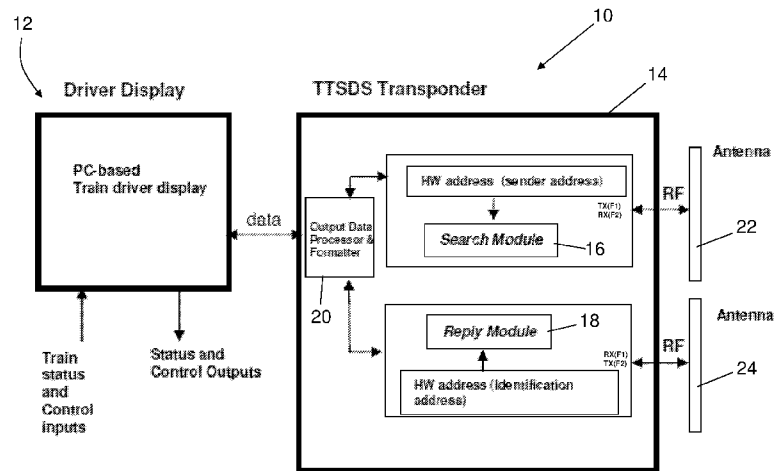 12
10
Driver Display
TTSDS Transponder
14
PC-based
Train driver display
data
Output Data
Processor &
Formatter
20
HW address (sender address)
TX(F1)
RX(F2)
Search Module
16
RF
Antenna
22
Reply Module
18
HW address (Identification
address)
RX(F1)
TX(F2)
RF
Antenna
24
Train
status
and
Control
inputs
Status and
Control Outputs